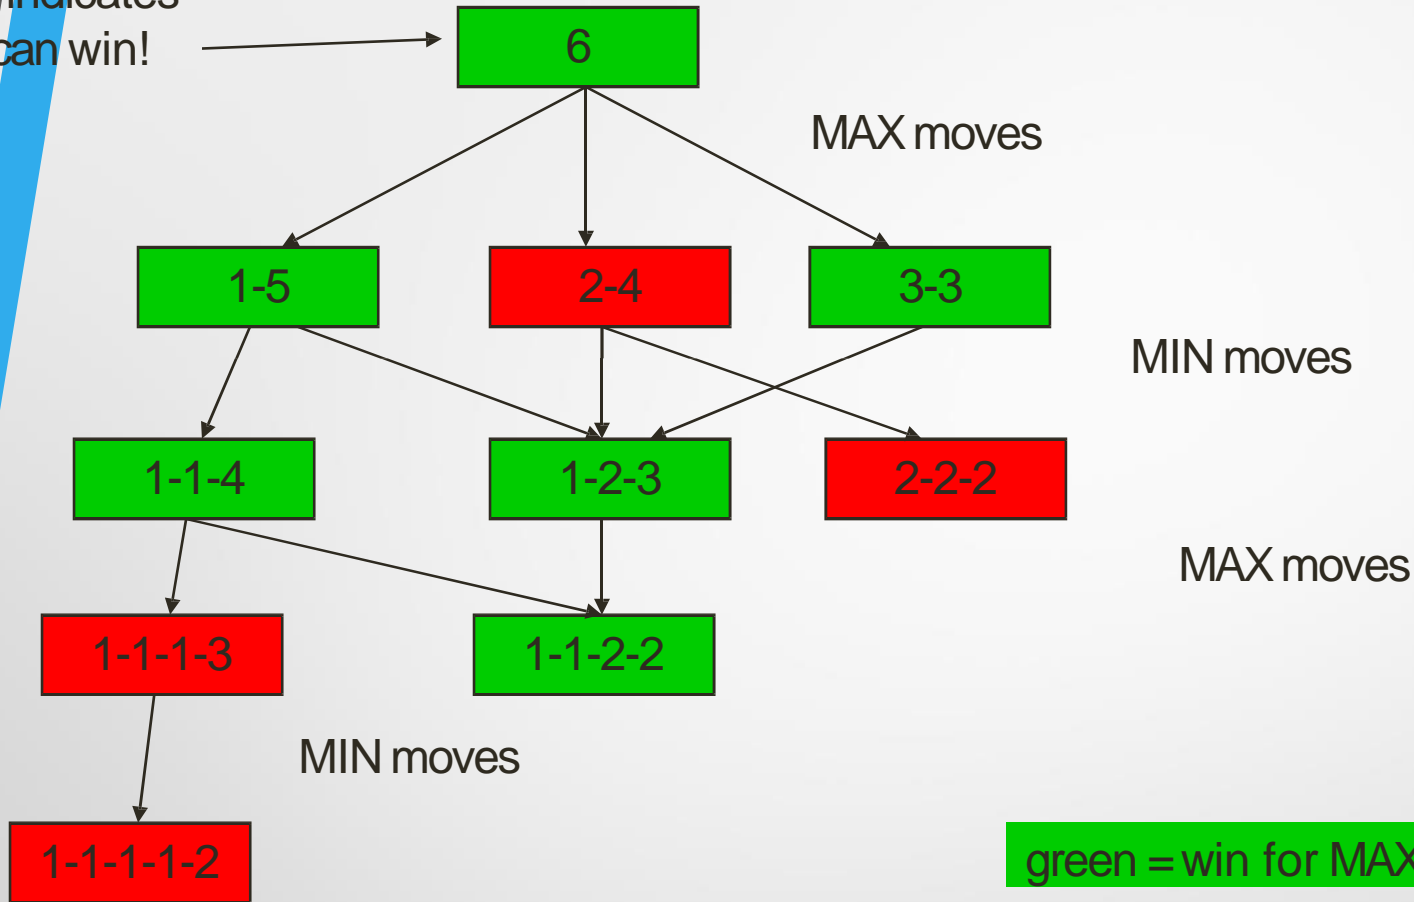 indicates
can win!
6
MAX moves
1-5
2-4
3-3
MIN moves
1-1-4
1-2-3
2-2-2
MAX moves
1-1-1-3
1-1-2-2
MIN moves
1-1-1-1-2
green = win for MAX